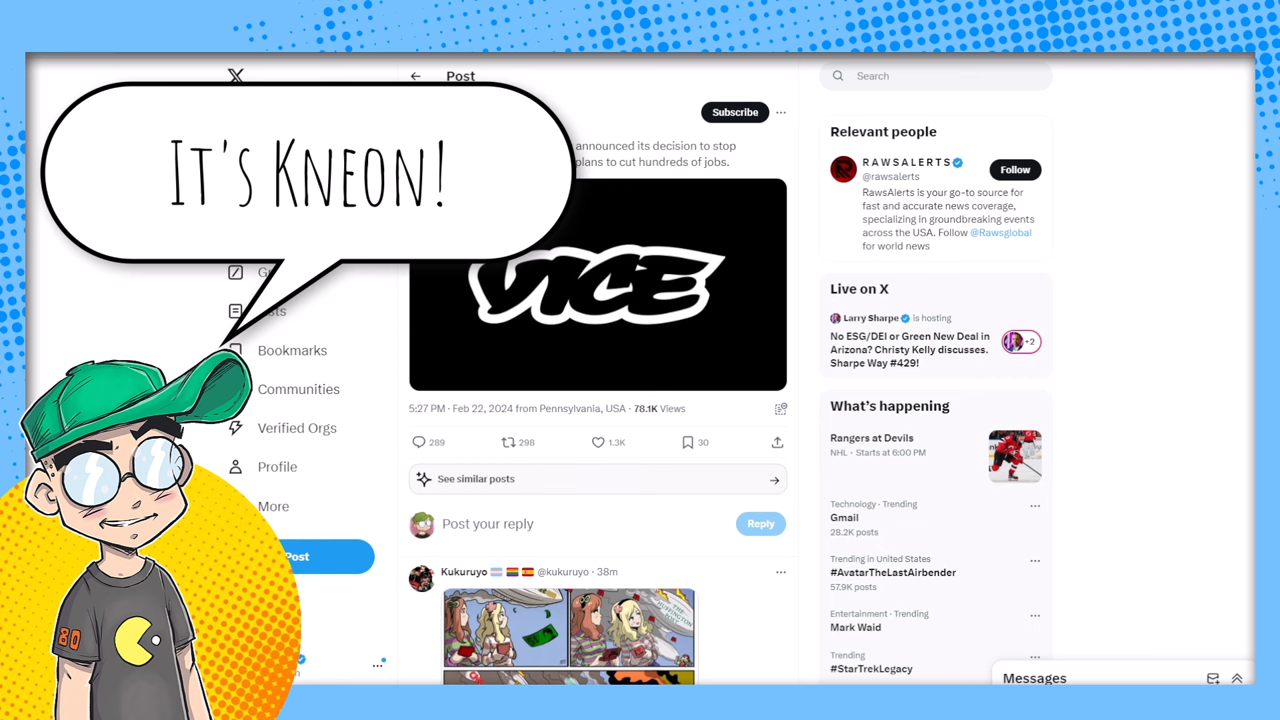 It's Kneon!
Post
Subscribe
announced its decision to stop
plans to cut hundreds of jobs.
VICE
5:27 PM · Feb 22, 2024 from Pennsylvania, USA · 78.1K Views
289
298
1.3K
30
See similar posts
Post your reply
Reply
Kukuruyo @kukuruyo · 38m
THE HUFFINGTON POST
Bookmarks
Communities
Verified Orgs
Profile
More
Post
80
Search
Relevant people
RAWSALERTS
@rawsalerts
Follow
RawsAlerts is your go-to source for
fast and accurate news coverage,
specializing in groundbreaking events
across the USA. Follow @Rawsglobal
for world news
Live on X
Larry Sharpe is hosting
No ESG/DEI or Green New Deal in
Arizona? Christy Kelly discusses.
Sharpe Way #429!
+2
What's happening
Rangers at Devils
NHL · Starts at 6:00 PM
Technology · Trending
Gmail
28.2K posts
Trending in United States
#AvatarTheLastAirbender
57.9K posts
Entertainment · Trending
Mark Waid
Trending
#StarTrekLegacy
Messages